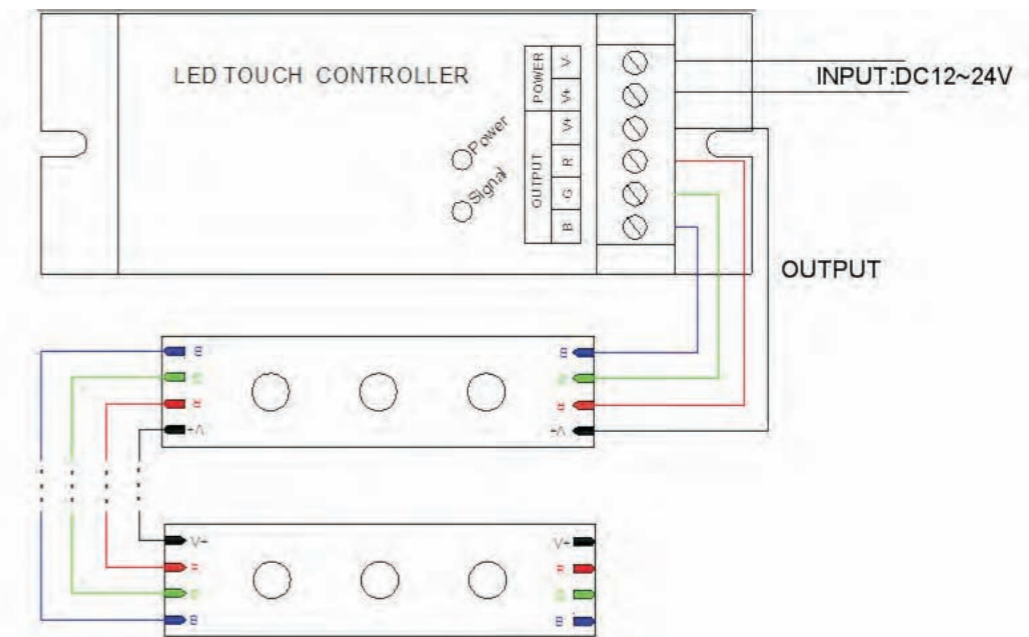 LED TOUCH CONTROLLER
Power
Signal
POWER
V-
V+
OUTPUT
V+
R
G
B
INPUT:DC12~24V
OUTPUT
B
G
R
V+
B
G
R
V+
V+
R
G
B
V+
R
G
B